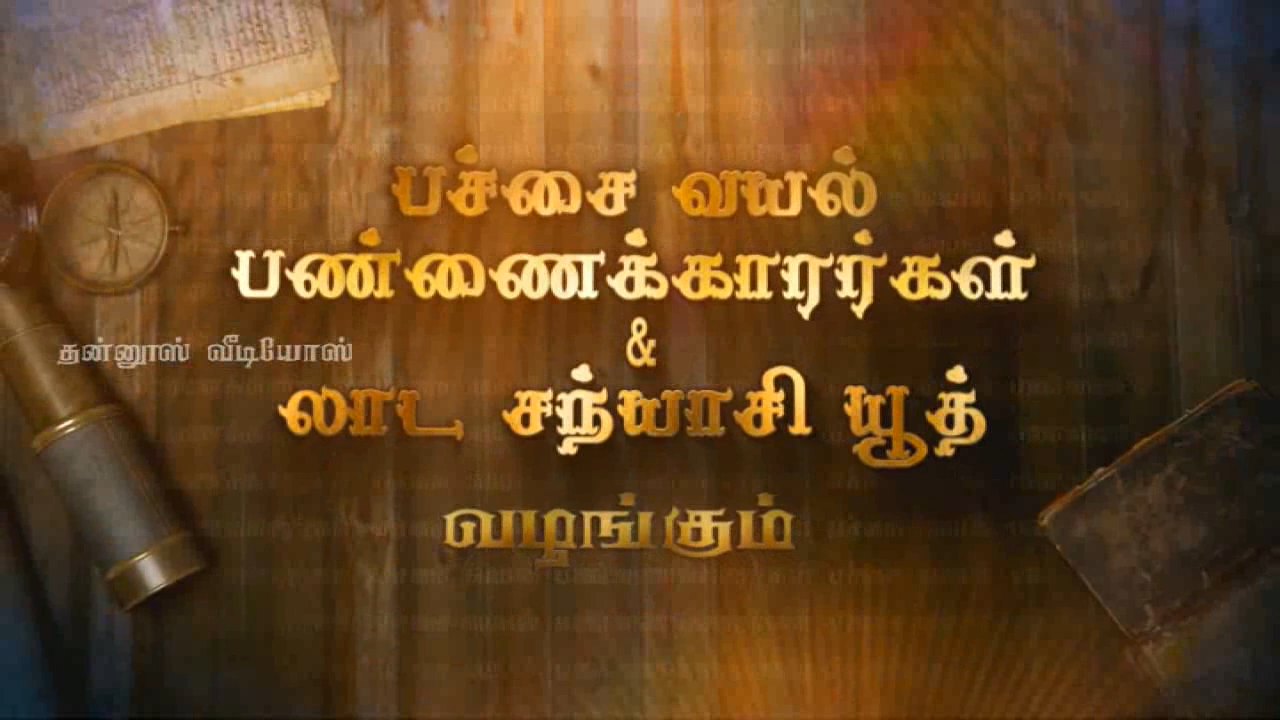 பச்சை வயல்
பண்ணைக்காரர்கள்
தன்னூஸ் வீடியோஸ்
&
லாட சந்யாசி யூத்
வழங்கும்